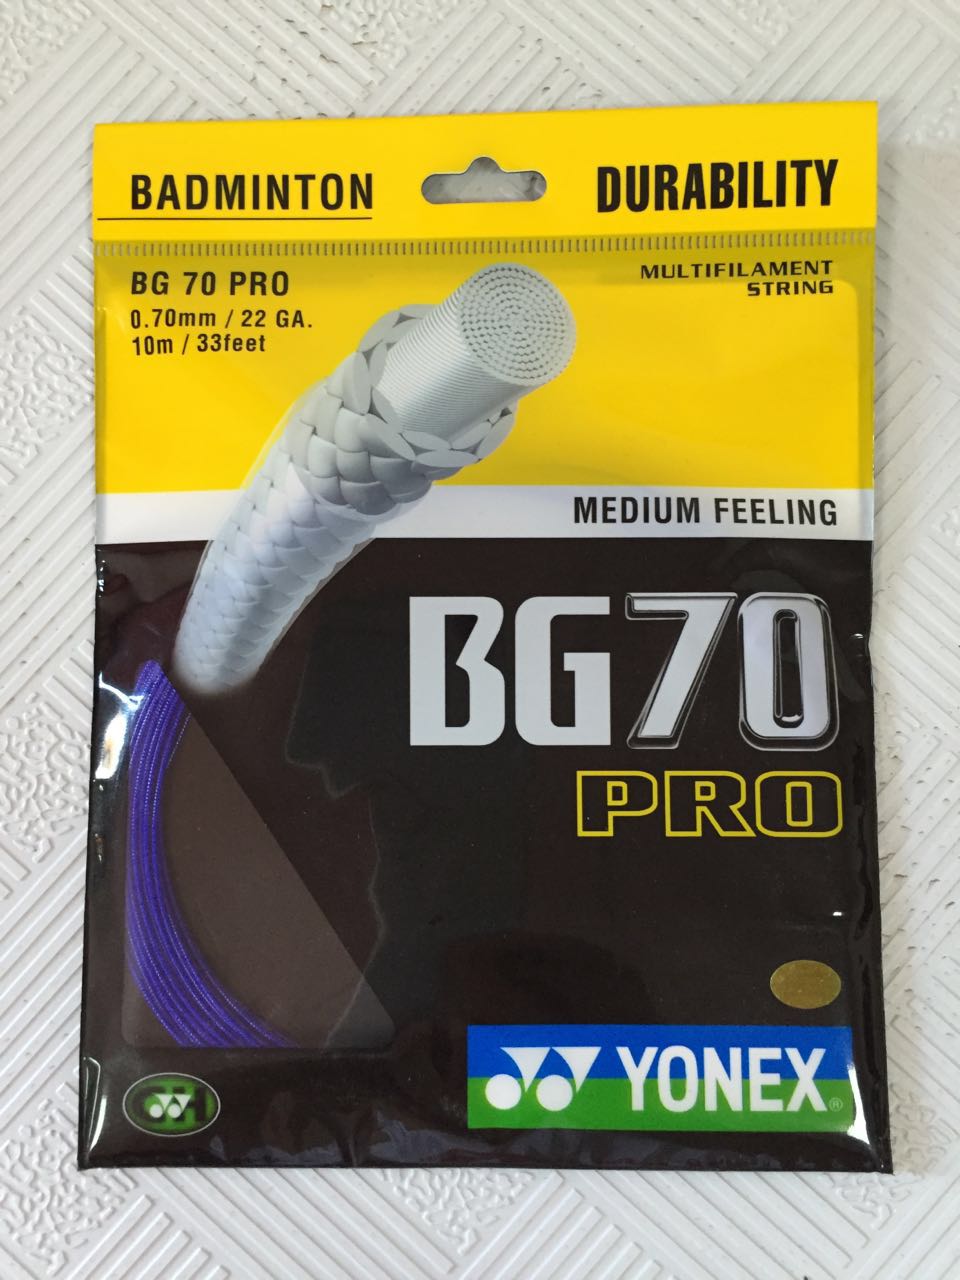 BADMINTON
DURABILITY
BG 70 PRO
0.70mm / 22 GA.
10m / 33feet
MULTIFILAMENT
STRING
MEDIUM FEELING
BG70
PRO
YONEX®